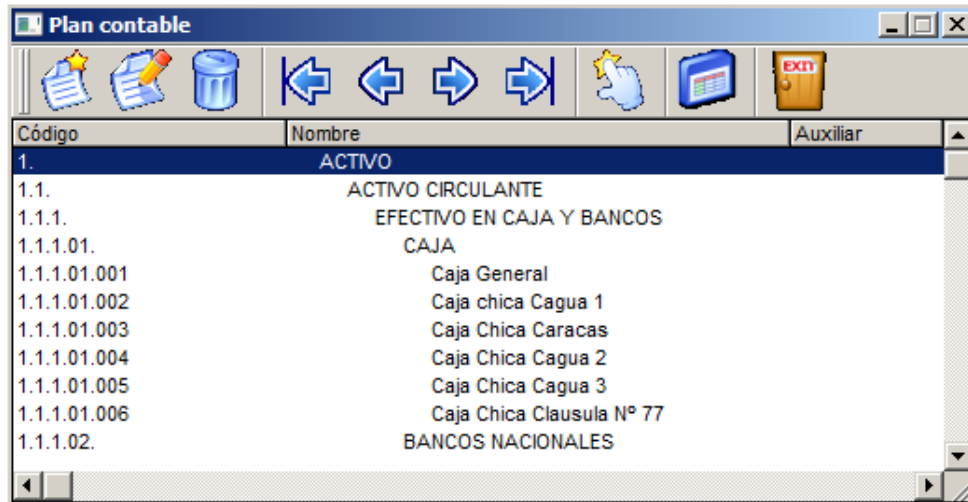 Plan contable
EXIT
Código Nombre Auxiliar
1. ACTIVO
1.1. ACTIVO CIRCULANTE
1.1.1. EFECTIVO EN CAJA Y BANCOS
1.1.1.01. CAJA
1.1.1.01.001 Caja General
1.1.1.01.002 Caja chica Cagua 1
1.1.1.01.003 Caja Chica Caracas
1.1.1.01.004 Caja Chica Cagua 2
1.1.1.01.005 Caja Chica Cagua 3
1.1.1.01.006 Caja Chica Clausula Nº 77
1.1.1.02. BANCOS NACIONALES